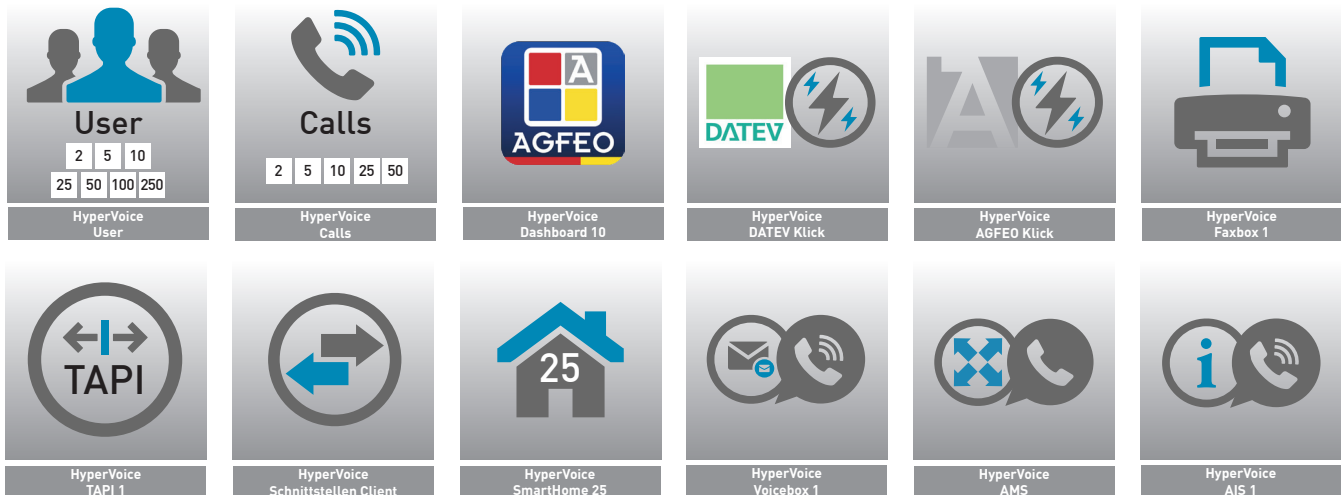 User
2 5 10
25 50 100 250
HyperVoice
User
Calls
2 5 10 25 50
HyperVoice
Calls
A
AGFEO
HyperVoice
Dashboard 10
DATEV
HyperVoice
DATEV Klick
A
HyperVoice
AGFEO Klick
HyperVoice
Faxbox 1
TAPI
HyperVoice
TAPI 1
HyperVoice
Schnittstellen Client
25
HyperVoice
SmartHome 25
HyperVoice
Voicebox 1
HyperVoice
AMS
i
HyperVoice
AIS 1